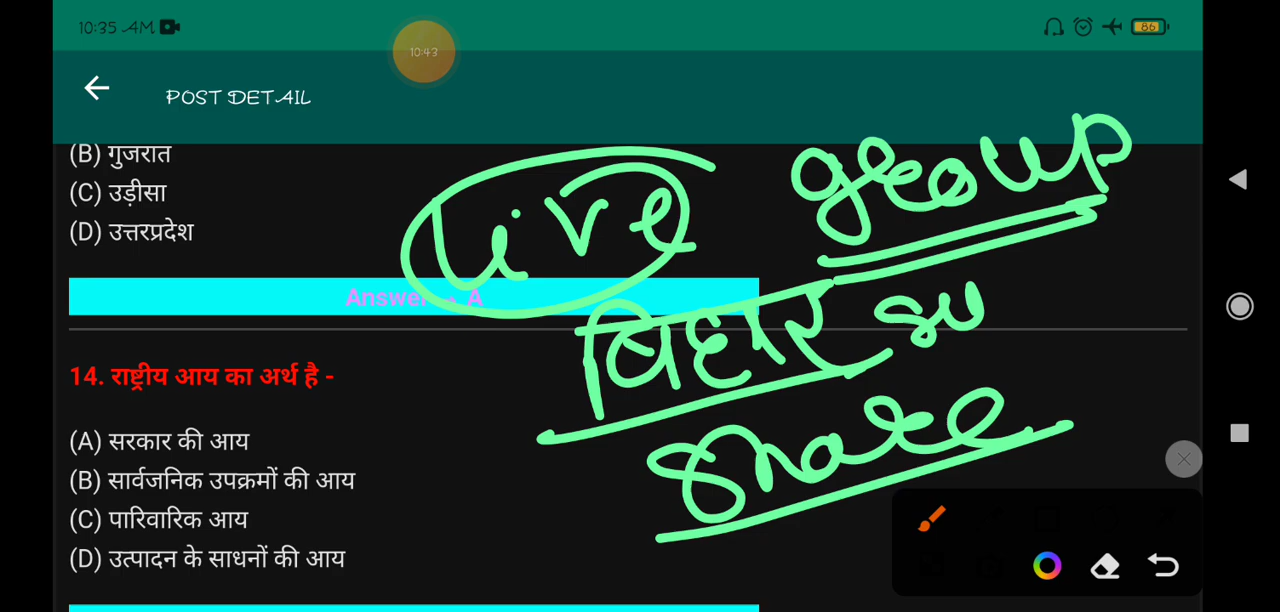 10:35 AM
86
10:43
POST DETAIL
(B) गुजरात
(C) उड़ीसा
(D) उत्तरप्रदेश
live group
Answer - A
बिहार
share
14. राष्ट्रीय आय का अर्थ है -
(A) सरकार की आय
(B) सार्वजनिक उपक्रमों की आय
(C) पारिवारिक आय
(D) उत्पादन के साधनों की आय